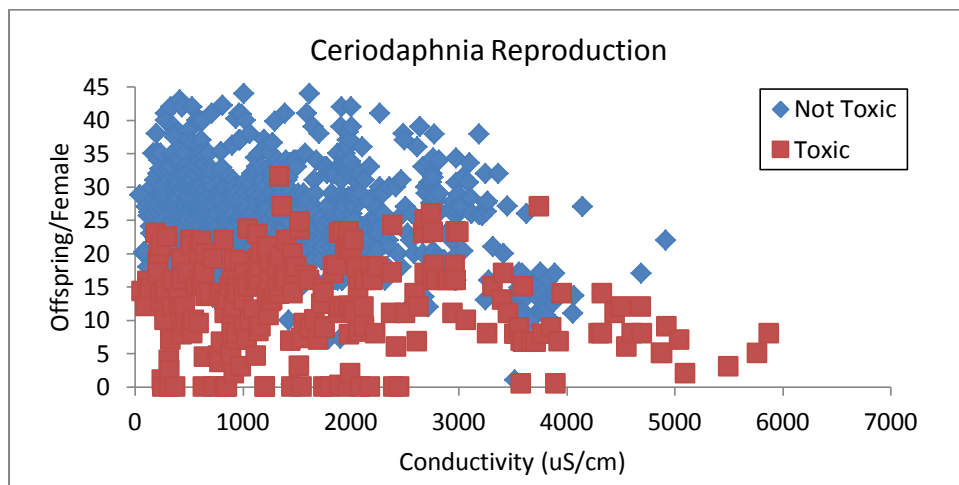 Ceriodaphnia Reproduction
45
40
35
30
25
20
15
10
5
0
Offspring/Female
Not Toxic
Toxic
0 1000 2000 3000 4000 5000 6000 7000
Conductivity (uS/cm)